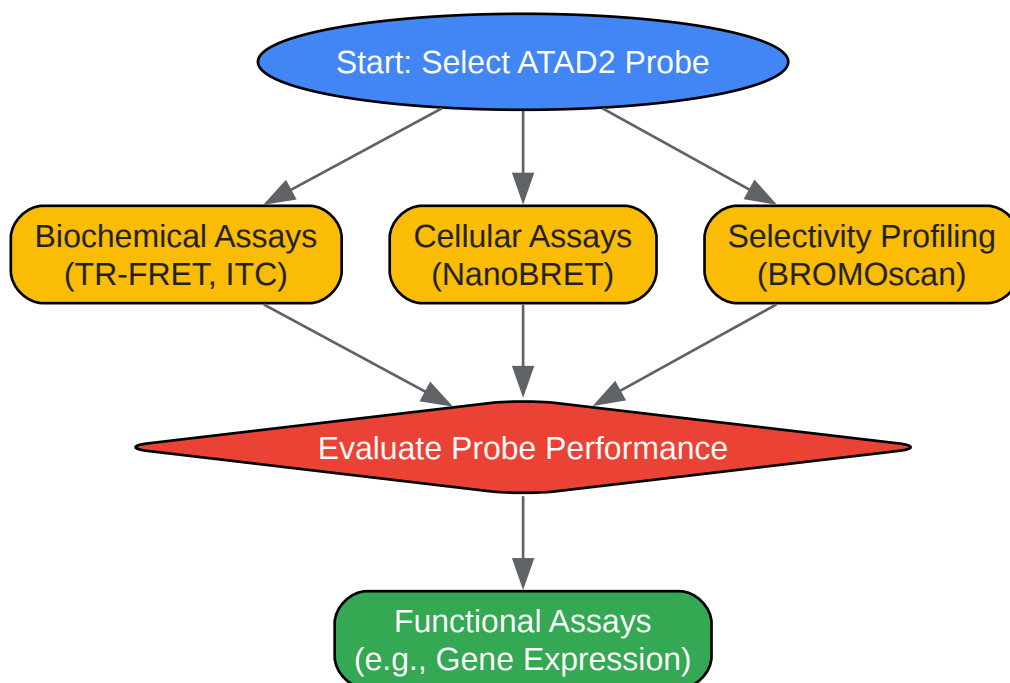 Start: Select ATAD2 Probe
Biochemical Assays
(TR-FRET, ITC)
Cellular Assays
(NanoBRET)
Selectivity Profiling
(BROMOscan)
Evaluate Probe Performance
Functional Assays
(e.g., Gene Expression)